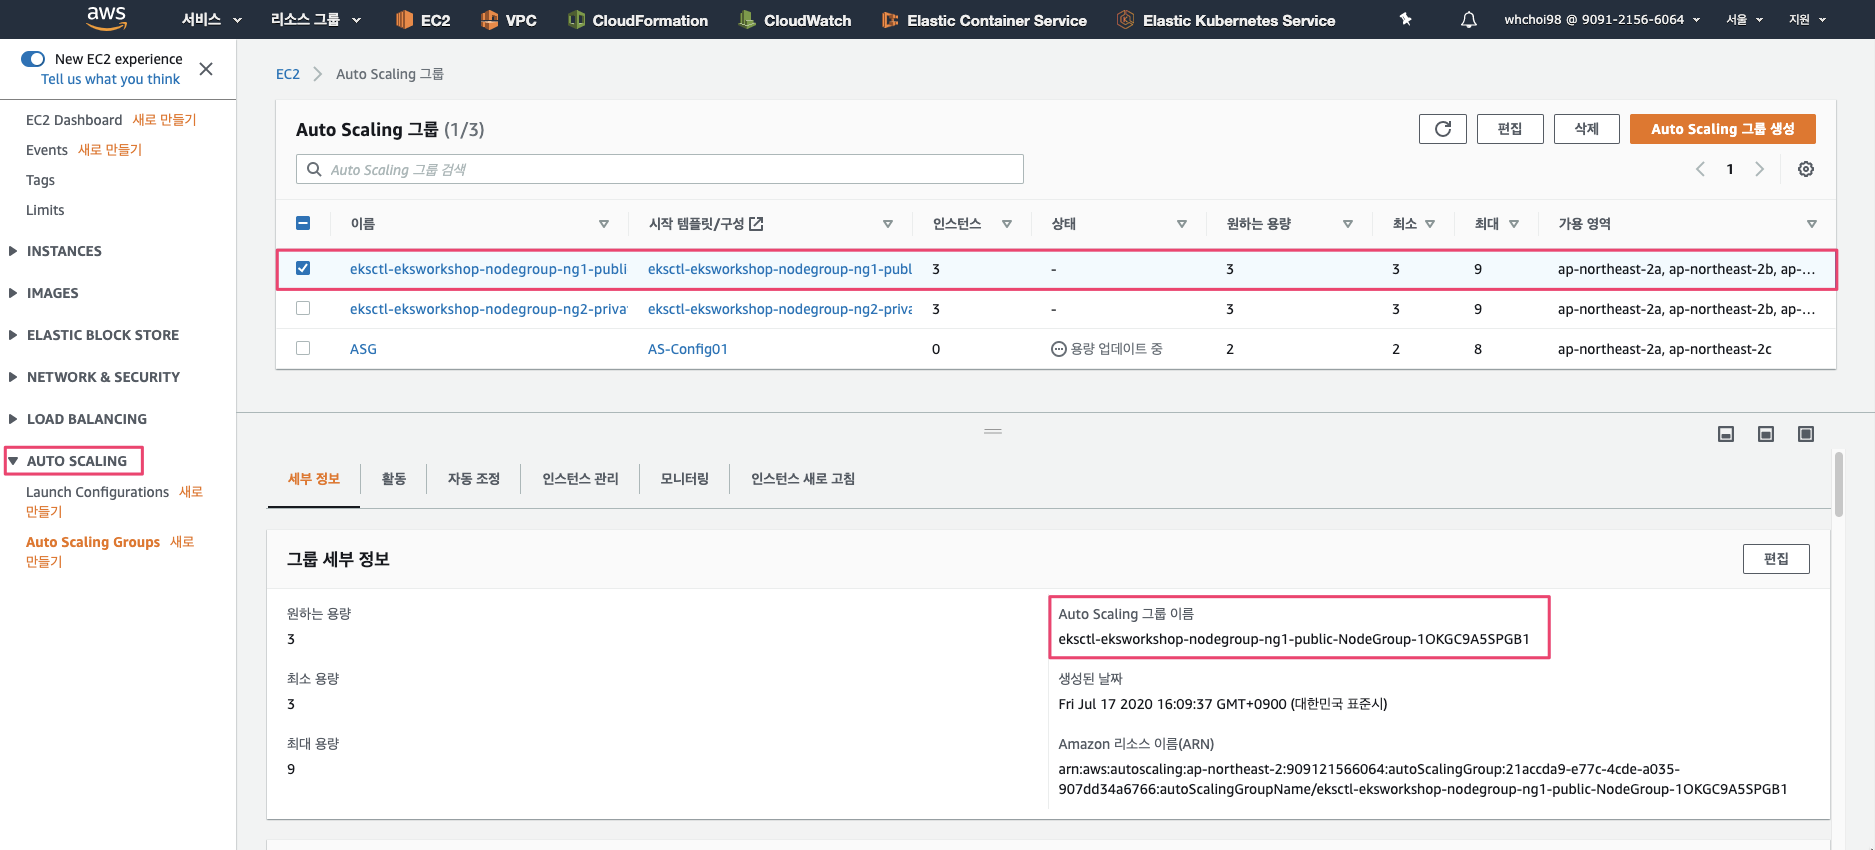 aws 서비스 리소스 그룹 EC2 VPC CloudFormation CloudWatch Elastic Container Service Elastic Kubernetes Service whchoi98 @ 9091-2156-6064 서울 지원
New EC2 experience
Tell us what you think
EC2 Dashboard 새로 만들기
Events 새로 만들기
Tags
Limits
INSTANCES
IMAGES
ELASTIC BLOCK STORE
NETWORK & SECURITY
LOAD BALANCING
AUTO SCALING
Launch Configurations 새로
만들기
Auto Scaling Groups 새로
만들기
EC2 Auto Scaling 그룹
Auto Scaling 그룹 (1/3) 편집 삭제 Auto Scaling 그룹 생성
Auto Scaling 그룹 검색 1
이름 시작 템플릿/구성 인스턴스 상태 원하는 용량 최소 최대 가용 영역
eksctl-eksworkshop-nodegroup-ng1-publi eksctl-eksworkshop-nodegroup-ng1-publ 3 - 3 3 9 ap-northeast-2a, ap-northeast-2b, ap-...
eksctl-eksworkshop-nodegroup-ng2-privat eksctl-eksworkshop-nodegroup-ng2-priva 3 - 3 3 9 ap-northeast-2a, ap-northeast-2b, ap-...
ASG AS-Config01 0 용량 업데이트 중 2 2 8 ap-northeast-2a, ap-northeast-2c
세부 정보 활동 자동 조정 인스턴스 관리 모니터링 인스턴스 새로 고침
그룹 세부 정보 편집
원하는 용량
3
최소 용량
3
최대 용량
9
Auto Scaling 그룹 이름
eksctl-eksworkshop-nodegroup-ng1-public-NodeGroup-1OKGC9A5SPGB1
생성된 날짜
Fri Jul 17 2020 16:09:37 GMT+0900 (대한민국 표준시)
Amazon 리소스 이름(ARN)
arn:aws:autoscaling:ap-northeast-2:909121566064:autoScalingGroup:21accda9-e77c-4cde-a035-
907dd34a6766:autoScalingGroupName/eksctl-eksworkshop-nodegroup-ng1-public-NodeGroup-1OKGC9A5SPGB1